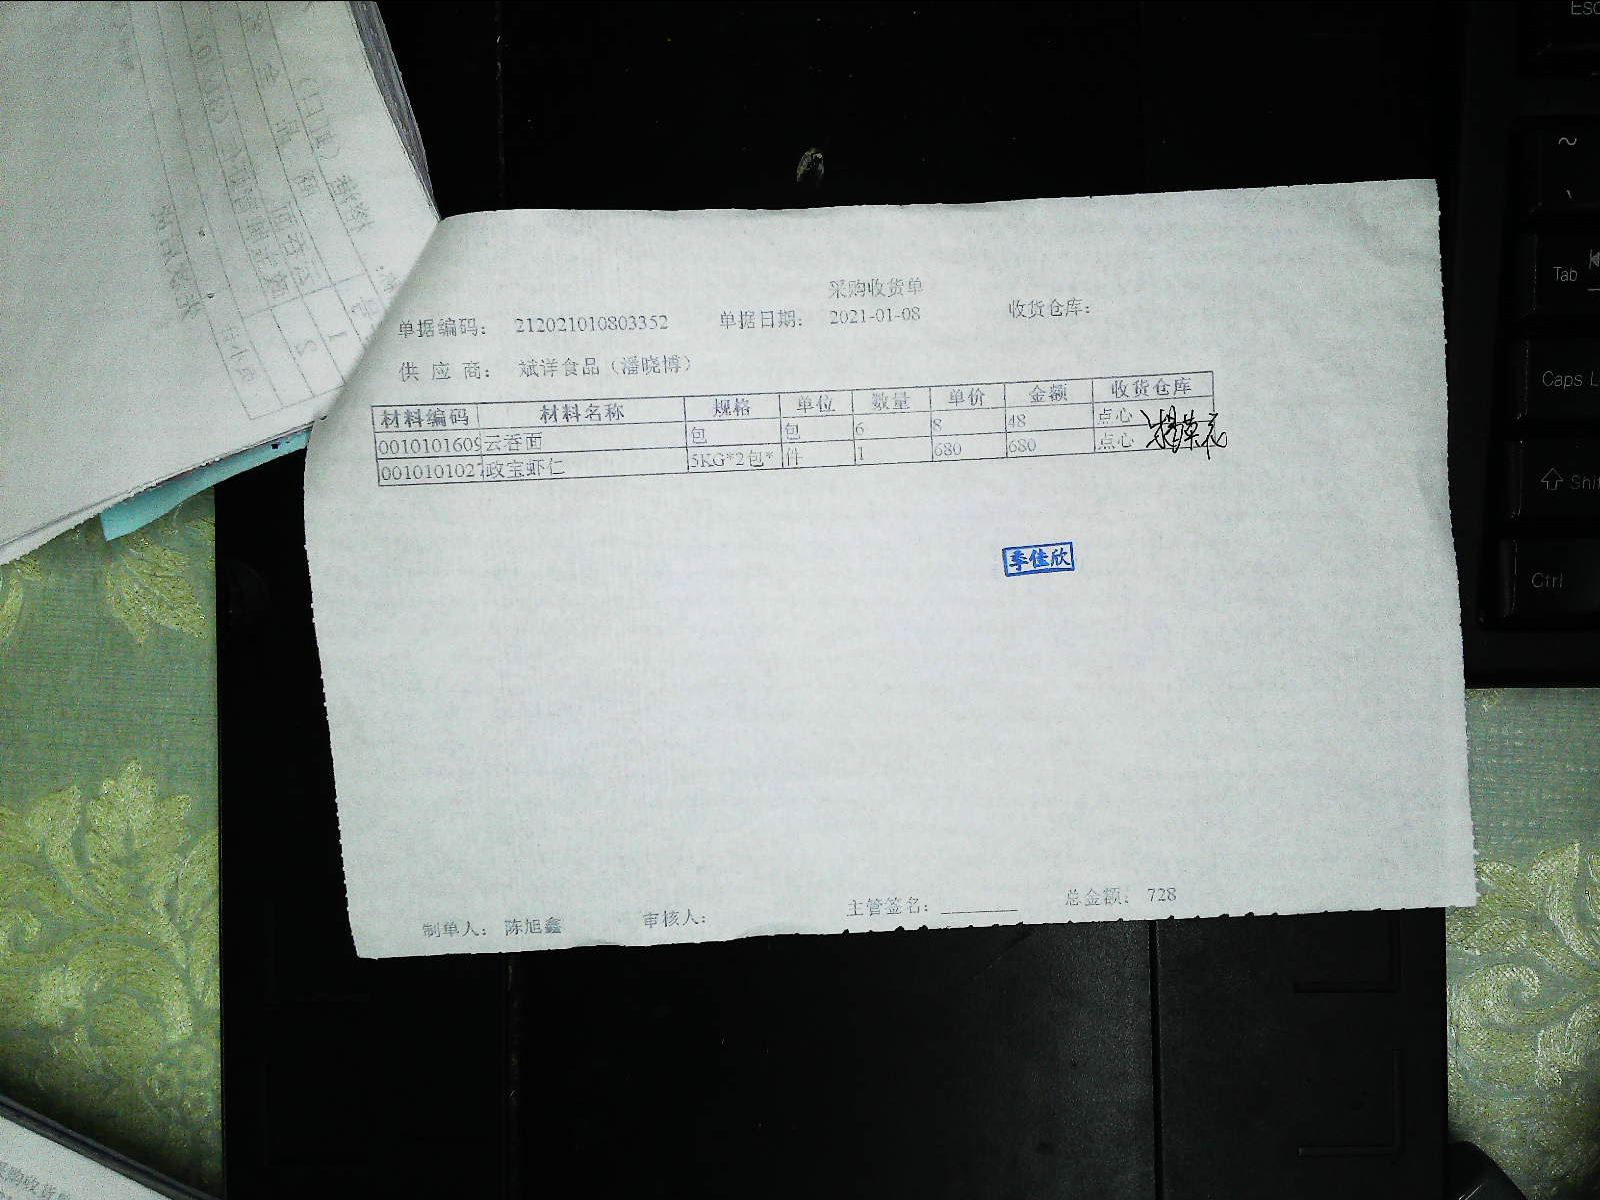 采购收货单
单据编码： 212021010803352 单据日期： 2021-01-08 收货仓库：
供 应 商： 斌洋食品（潘晓博）
材料编码 材料名称 规格 单位 数量 单价 金额 收货仓库
0010101609 云吞面 包 包 6 8 48 点心
0010101027 政宝虾仁 5KG*2包* 件 1 680 680 点心
季佳欣
制单人： 陈旭鑫 审核人： 主管签名： 总金额： 728
Esc
~
、
Tab
Caps L
Shi
Ctrl